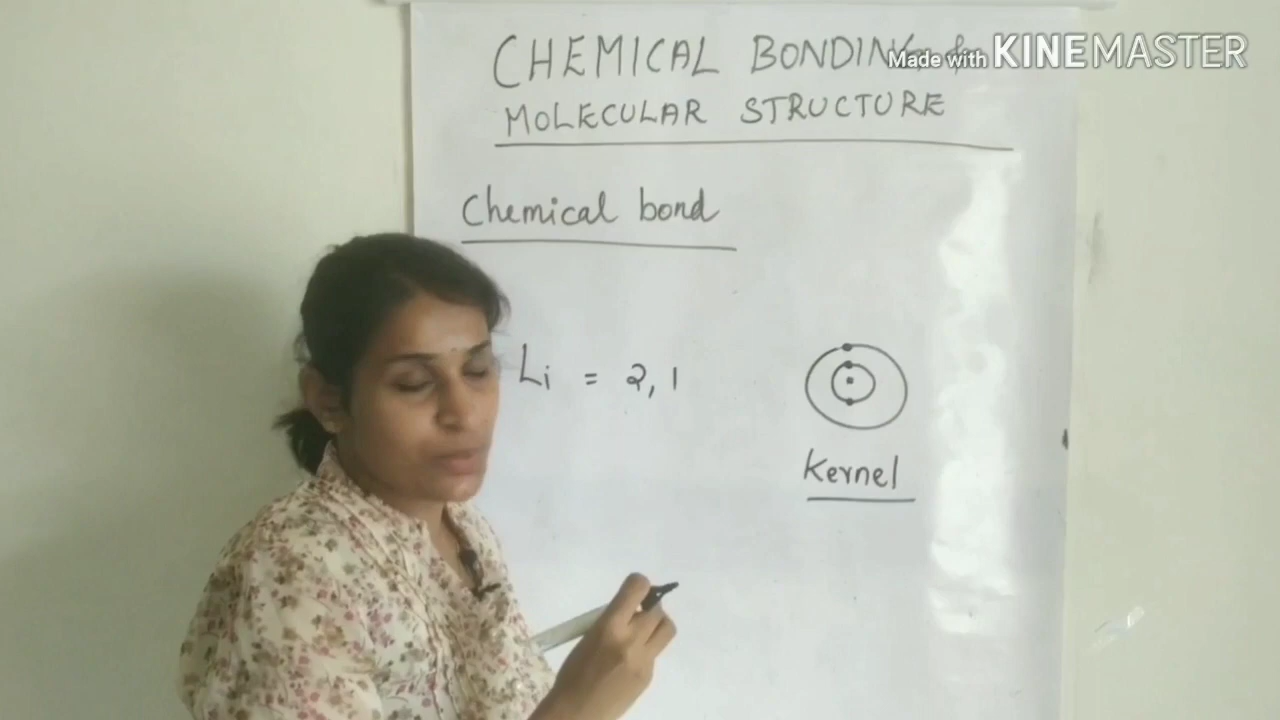 CHEMICAL BONDING &
MOLECULAR STRUCTURE
Made with KINEMASTER
Chemical bond
Li = 2, 1
Kernel